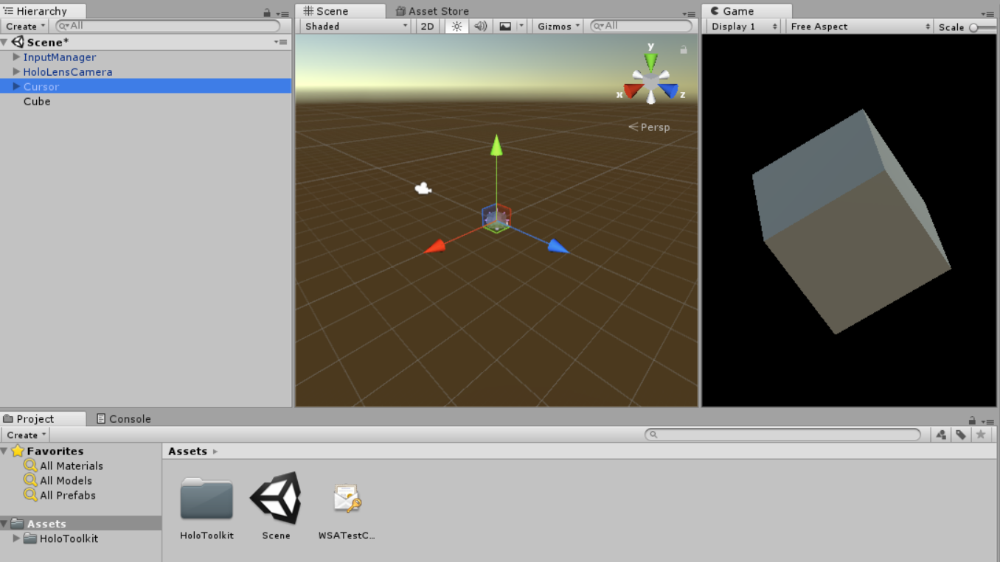 Hierarchy
Create
All
Scene*
InputManager
HoloLensCamera
Cursor
Cube
Scene
Asset Store
Shaded
2D
Gizmos
All
y
x
z
Persp
Game
Display 1
Free Aspect
Scale
Project
Console
Create
Favorites
All Materials
All Models
All Prefabs
Assets
HoloToolkit
Assets
HoloToolkit
Scene
WSATestC...